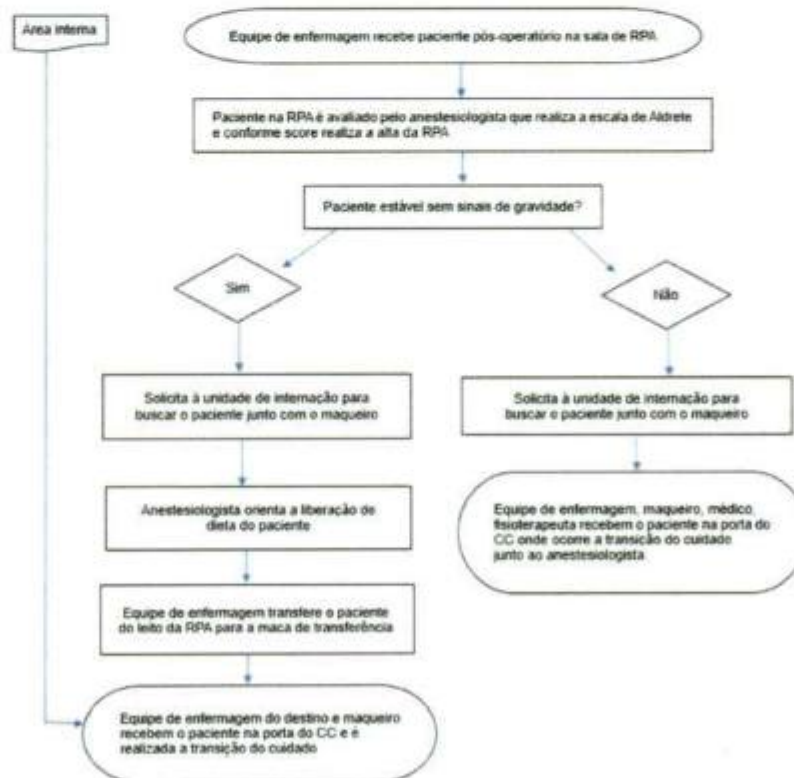 Area interna
Equipe de enfermagem recebe paciente pós-operatório na sala de RPA
Paciente na RPA é avaliado pelo anestesiologista que realiza a escala de Aldrete
e conforme score realiza a alta da RPA
Paciente estável sem sinais de gravidade?
Sim
Não
Solicita à unidade de internação para
buscar o paciente junto com o maqueiro
Solicita à unidade de internação para
buscar o paciente junto com o maqueiro
Anestesiologista orienta a liberação de
dieta do paciente
Equipe de enfermagem, maqueiro, médico,
fisioterapeuta recebem o paciente na porta do
CC onde ocorre a transição do cuidado
junto ao anestesiologista
Equipe de enfermagem transfere o paciente
do leito da RPA para a maca de transferência
Equipe de enfermagem do destino e maqueiro
recebem o paciente na porta do CC e é
realizada a transição do cuidado